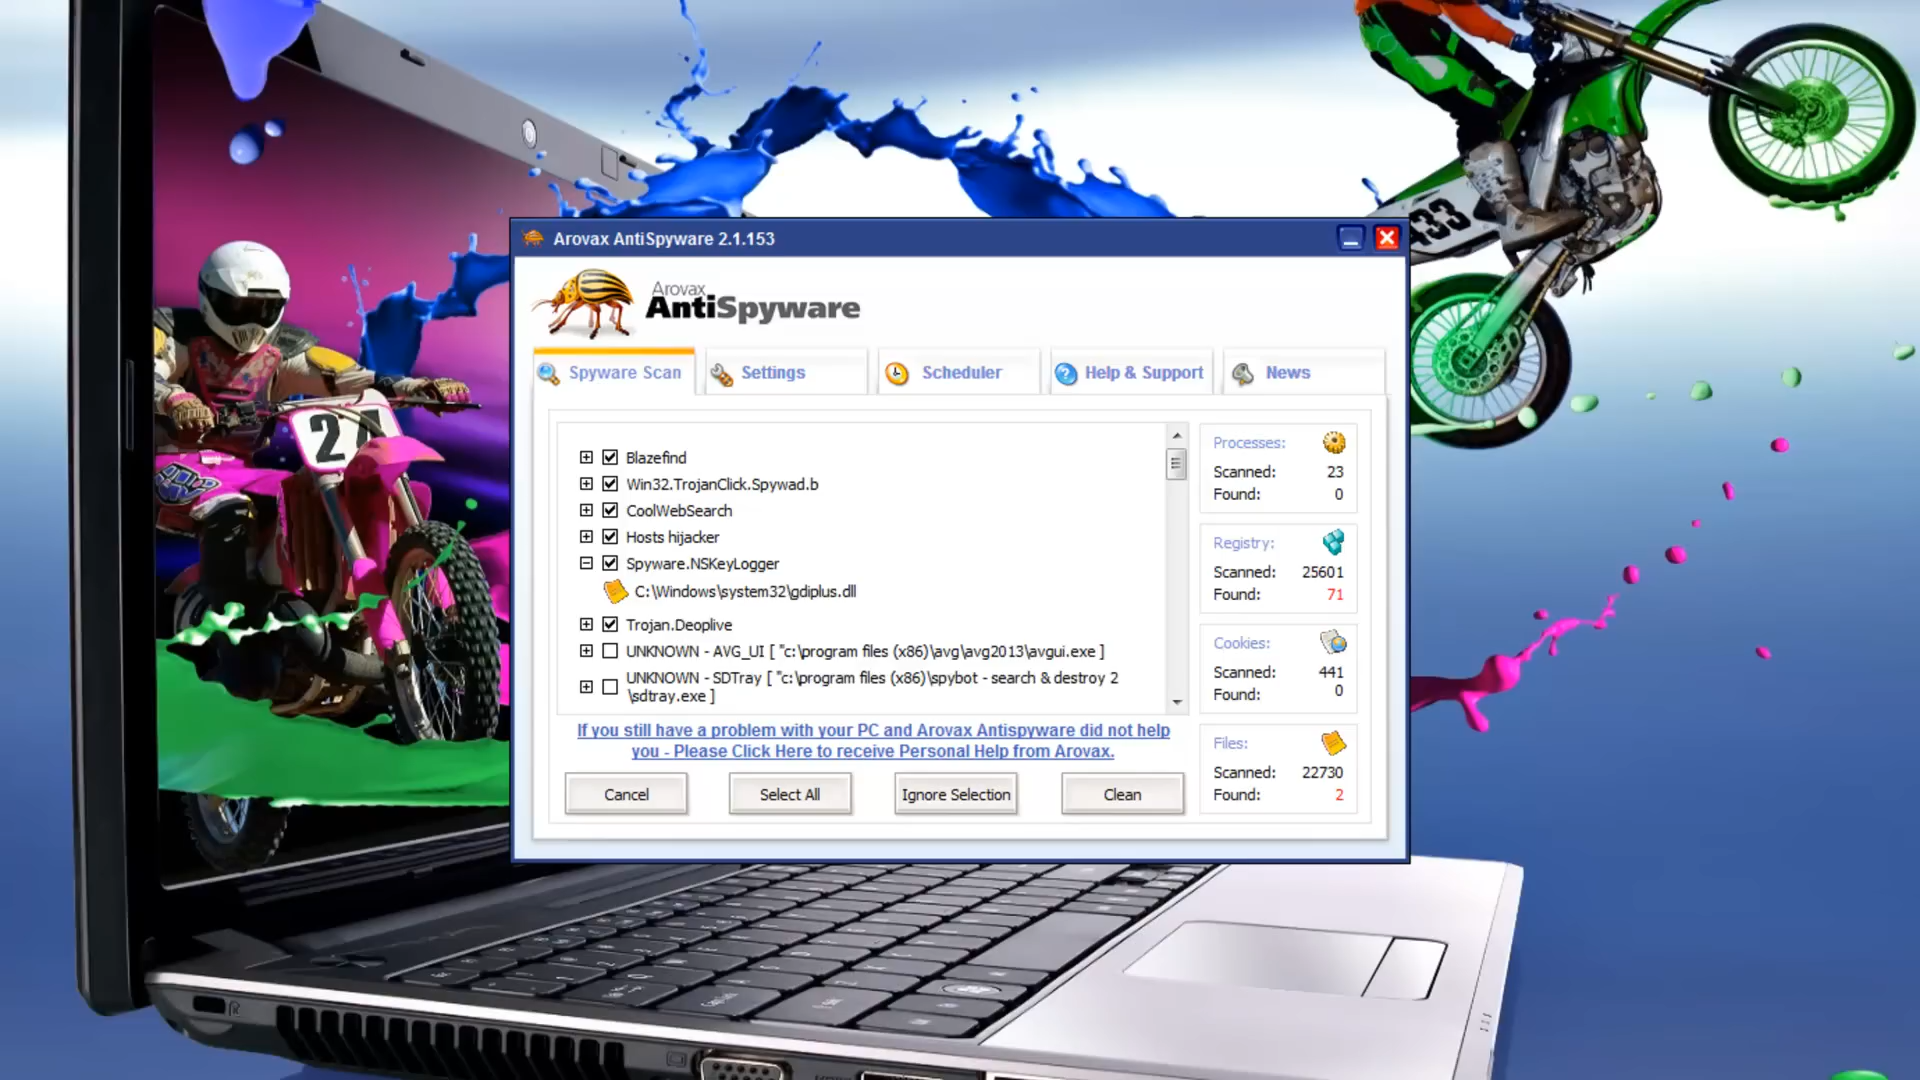 Arovax AntiSpyware 2.1.153
Arovax
AntiSpyware
Spyware Scan
Settings
Scheduler
Help & Support
News
Blazefind
Win32.TrojanClick.Spywad.b
CoolWebSearch
Hosts hijacker
Spyware.NSKeyLogger
C:\Windows\system32\gdiplus.dll
Trojan.Deoplive
UNKNOWN - AVG_UI [ "c:\program files (x86)\avg\avg2013\avgui.exe ]
UNKNOWN - SDTray [ "c:\program files (x86)\spybot - search & destroy 2
\sdtray.exe ]
If you still have a problem with your PC and Arovax Antispyware did not help
you - Please Click Here to receive Personal Help from Arovax.
Cancel
Select All
Ignore Selection
Clean
Processes:
Scanned: 23
Found: 0
Registry:
Scanned: 25601
Found: 71
Cookies:
Scanned: 441
Found: 0
Files:
Scanned: 22730
Found: 2
433